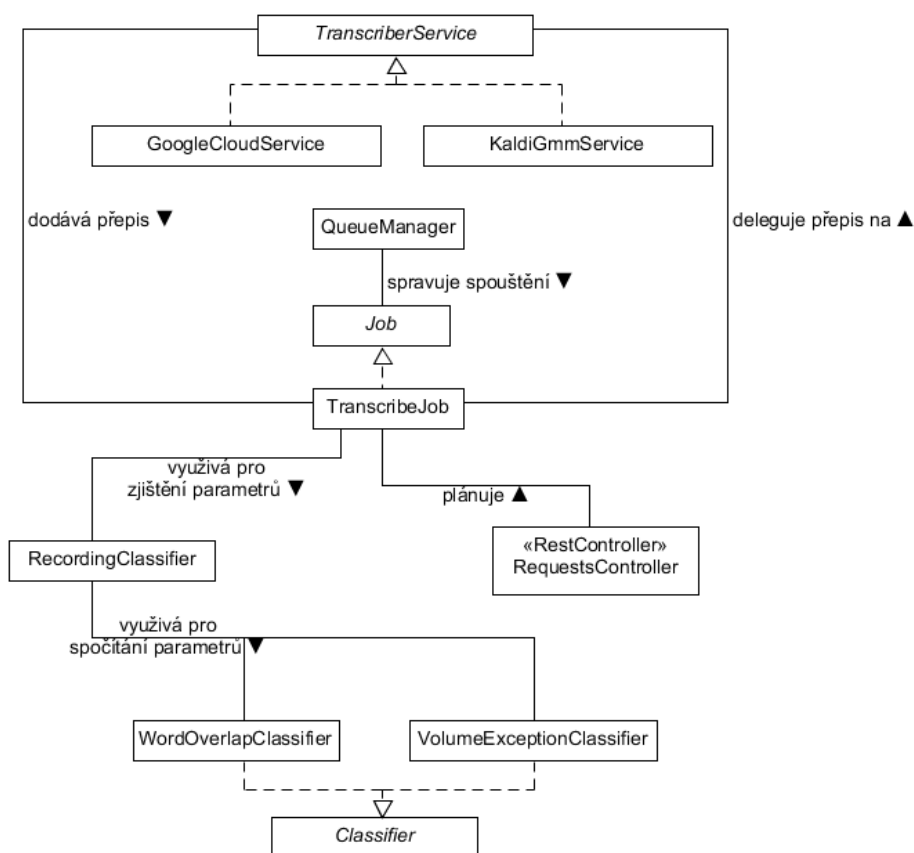 TranscriberService
GoogleCloudService
KaldiGmmService
dodává přepis ▼
QueueManager
deleguje přepis na ▲
spravuje spouštění ▼
Job
TranscribeJob
využívá pro
zjištění parametrů ▼
plánuje ▲
RecordingClassifier
«RestController»
RequestsController
využívá pro
spočítání parametrů ▼
WordOverlapClassifier
VolumeExceptionClassifier
Classifier